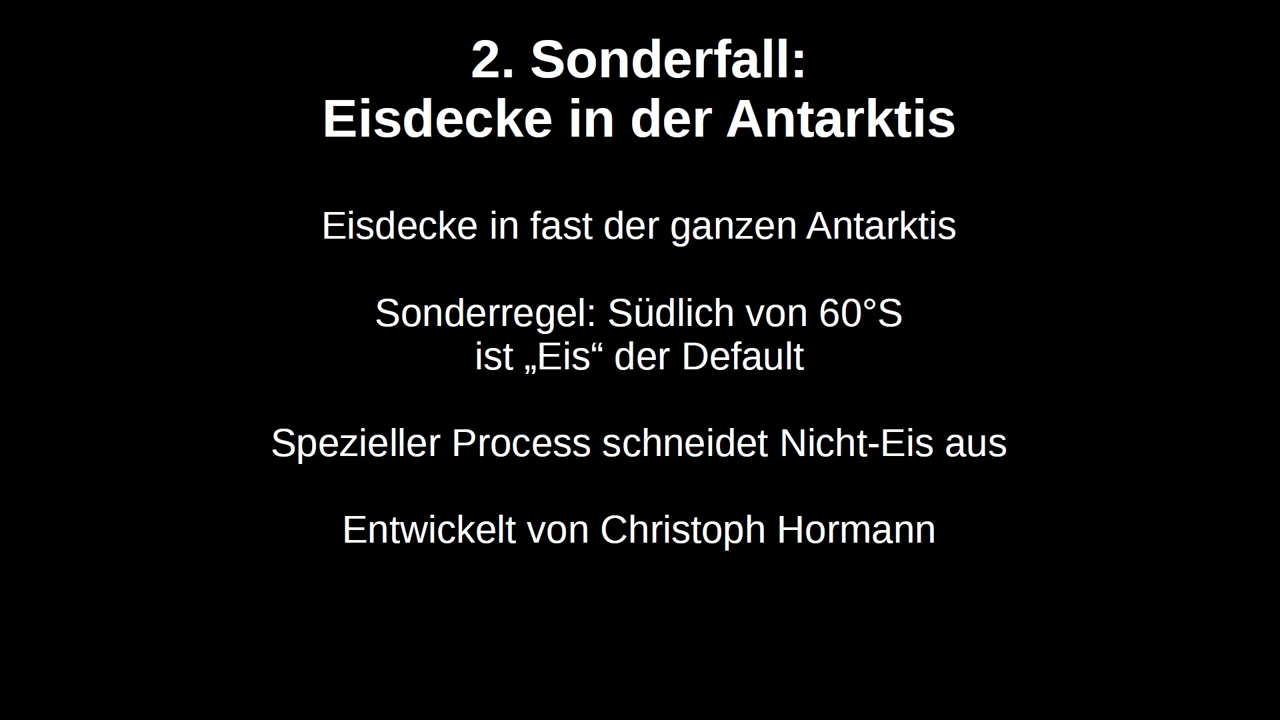 2. Sonderfall:
Eisdecke in der Antarktis
Eisdecke in fast der ganzen Antarktis
Sonderregel: Südlich von 60°S
ist „Eis“ der Default
Spezieller Process schneidet Nicht-Eis aus
Entwickelt von Christoph Hormann